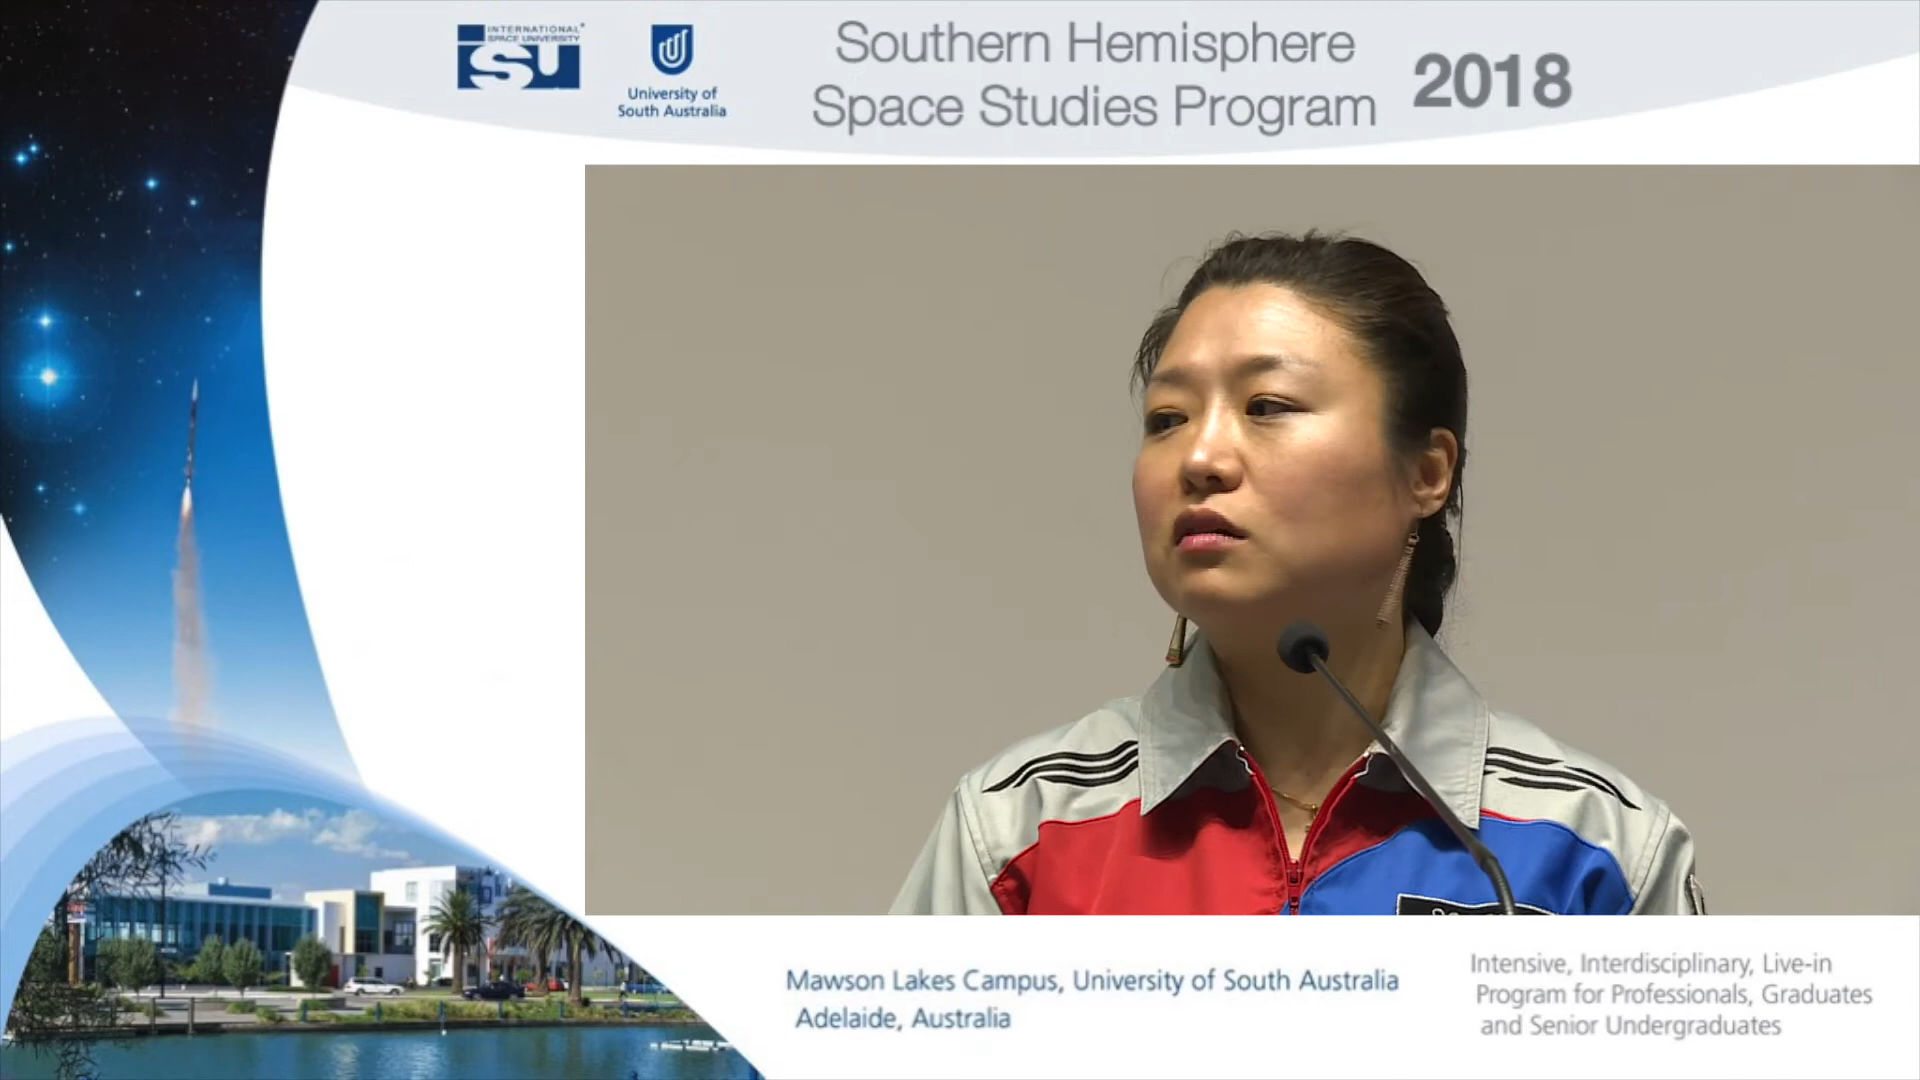 INTERNATIONAL
SPACE UNIVERSITY
iSU
University of
South Australia
Southern Hemisphere
Space Studies Program
2018
Mawson Lakes Campus, University of South Australia
Adelaide, Australia
Intensive, Interdisciplinary, Live-in
Program for Professionals, Graduates
and Senior Undergraduates